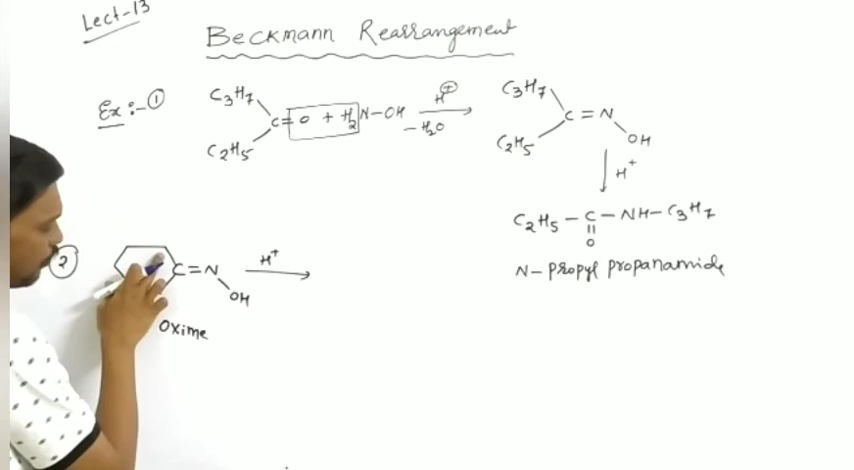 Lect-13
Beckmann Rearrangement
Ex:- ①
C3H7
C2H5
C=O + H2N-OH
H⊕
-H2O
C3H7
C2H5
C=N
OH
H+
C2H5-C-NH-C3H7
O
N-propyl propanamide
②
C=N
OH
H+
Oxime